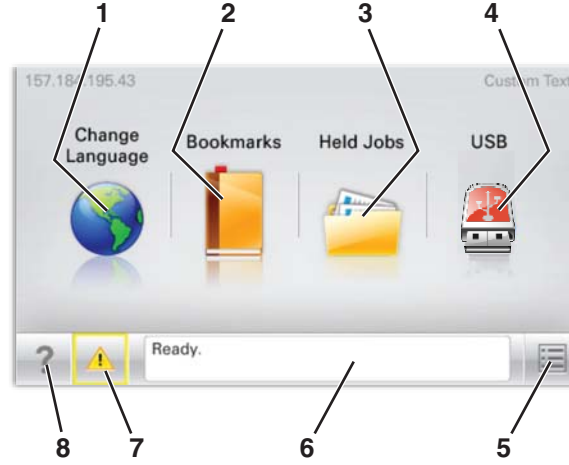 1 2 3 4
157.184.195.43 Custom Text
Change Language Bookmarks Held Jobs USB
? Ready.
8 7 6 5